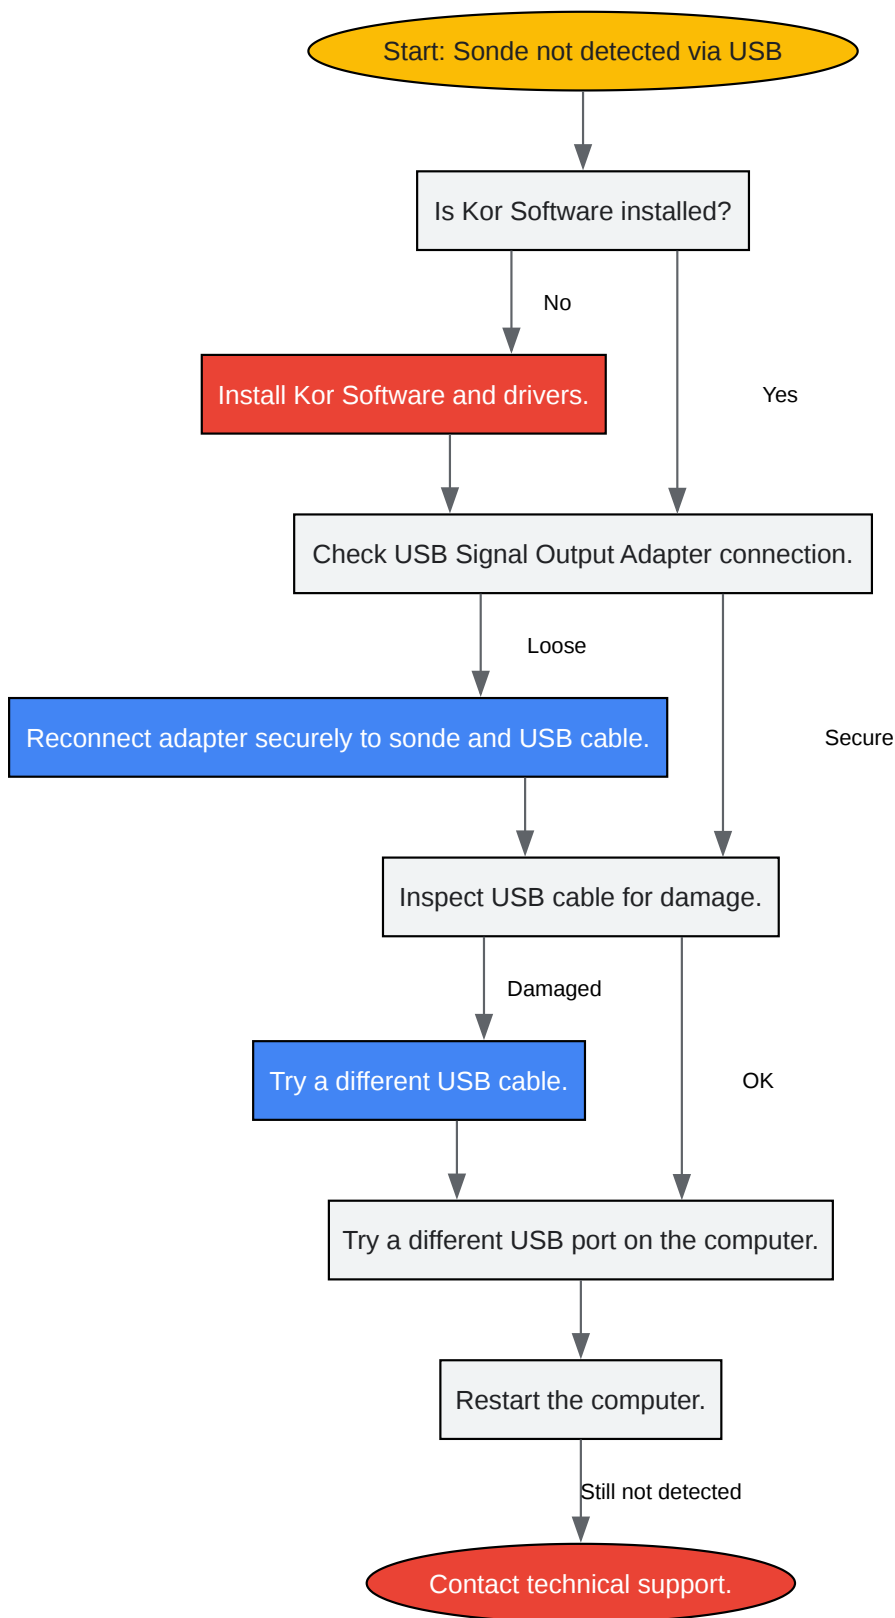 Start: Sonde not detected via USB
Is Kor Software installed?
No
Install Kor Software and drivers.
Yes
Check USB Signal Output Adapter connection.
Loose
Reconnect adapter securely to sonde and USB cable.
Secure
Inspect USB cable for damage.
Damaged
Try a different USB cable.
OK
Try a different USB port on the computer.
Restart the computer.
Still not detected
Contact technical support.